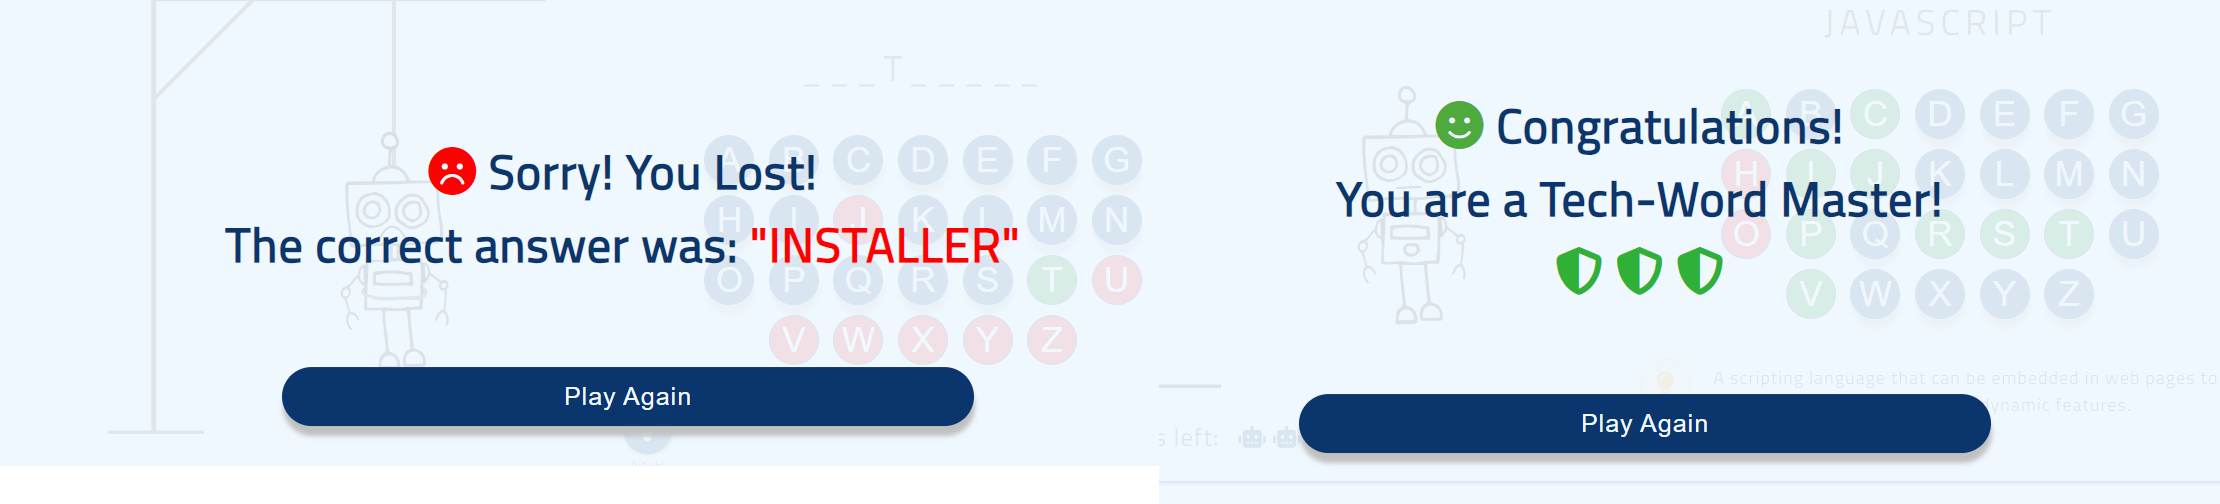 _ _ _ T _ _ _ _ _
A B C D E F G
Sorry! You Lost!
H I J K L M N
The correct answer was: "INSTALLER"
O P Q R S T U
V W X Y Z
Play Again
JAVASCRIPT
A B C D E F G
Congratulations!
H I J K L M N
You are a Tech-Word Master!
O P Q R S T U
V W X Y Z
A scripting language that can be embedded in web pages to
ynamic features.
s left:
Play Again